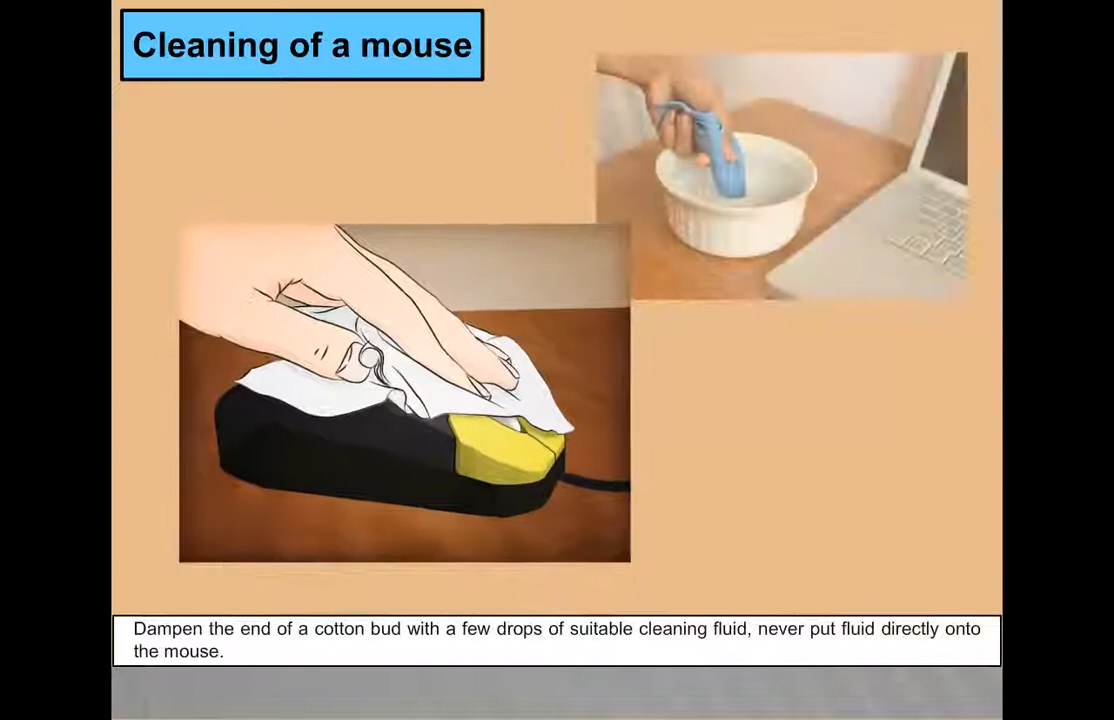 Cleaning of a mouse
Dampen the end of a cotton bud with a few drops of suitable cleaning fluid, never put fluid directly onto
the mouse.